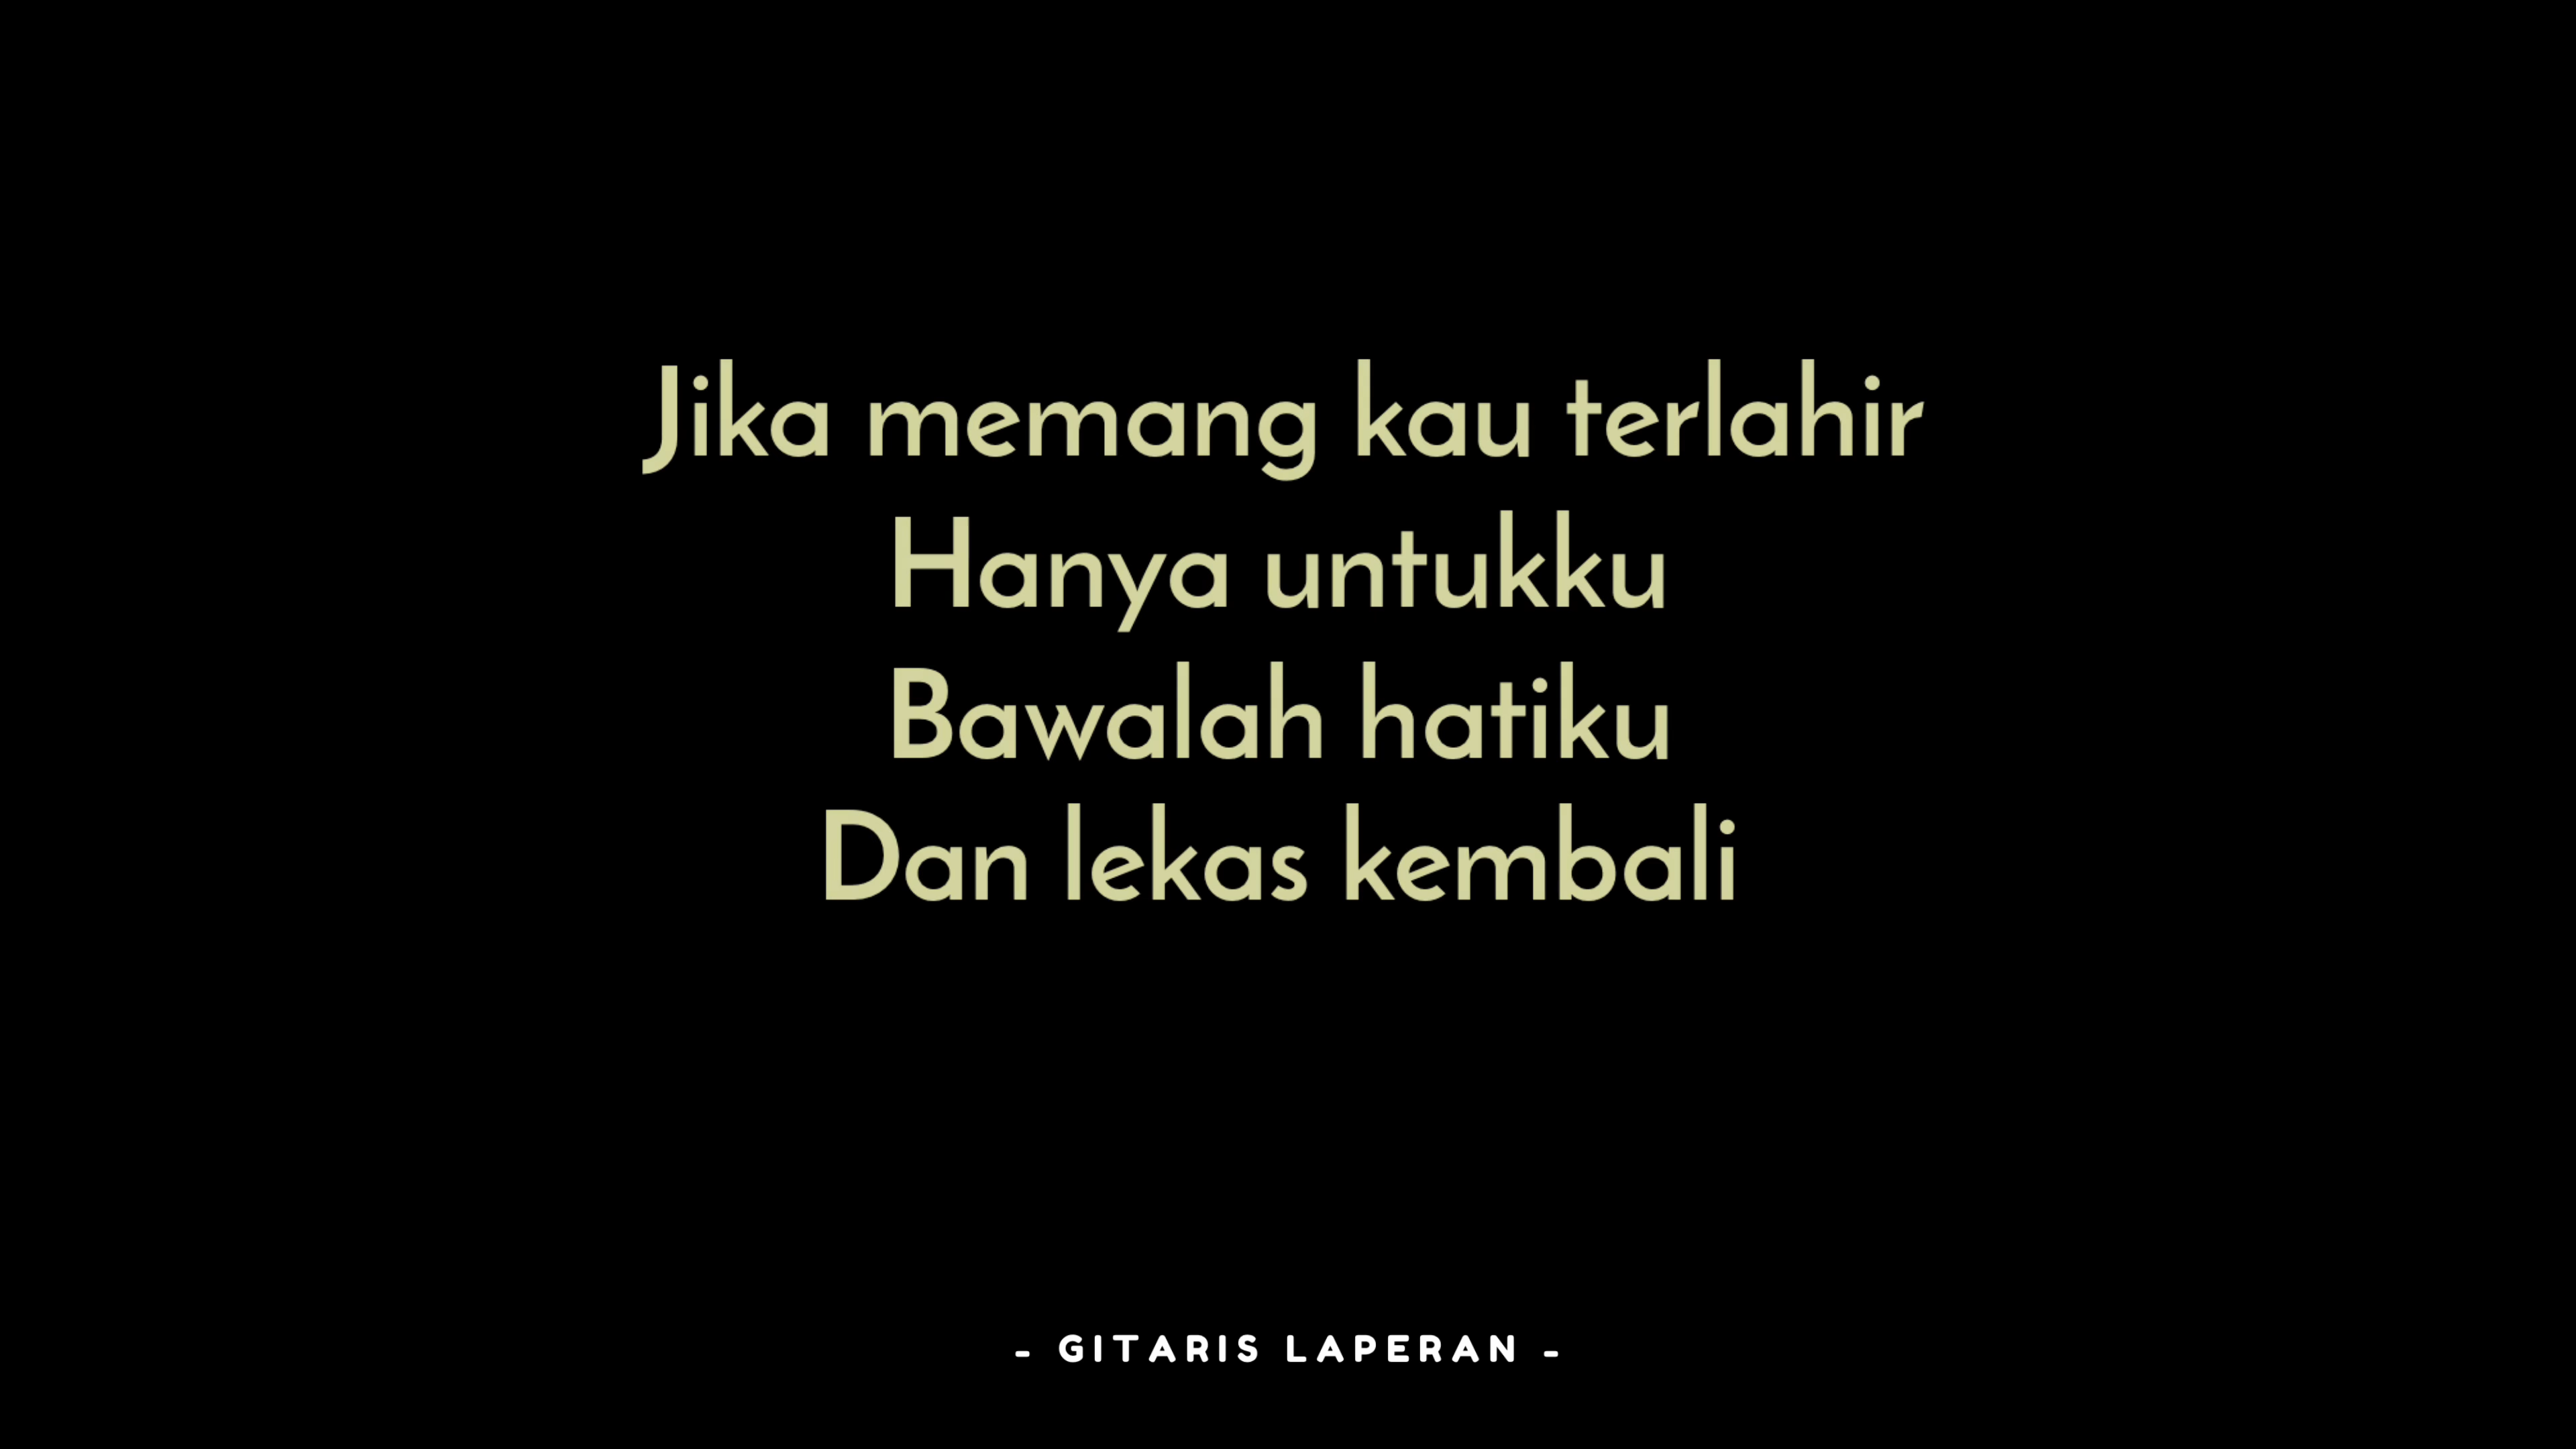 Jika memang kau terlahir
Hanya untukku
Bawalah hatiku
Dan lekas kembali
- GITARIS LAPERAN -